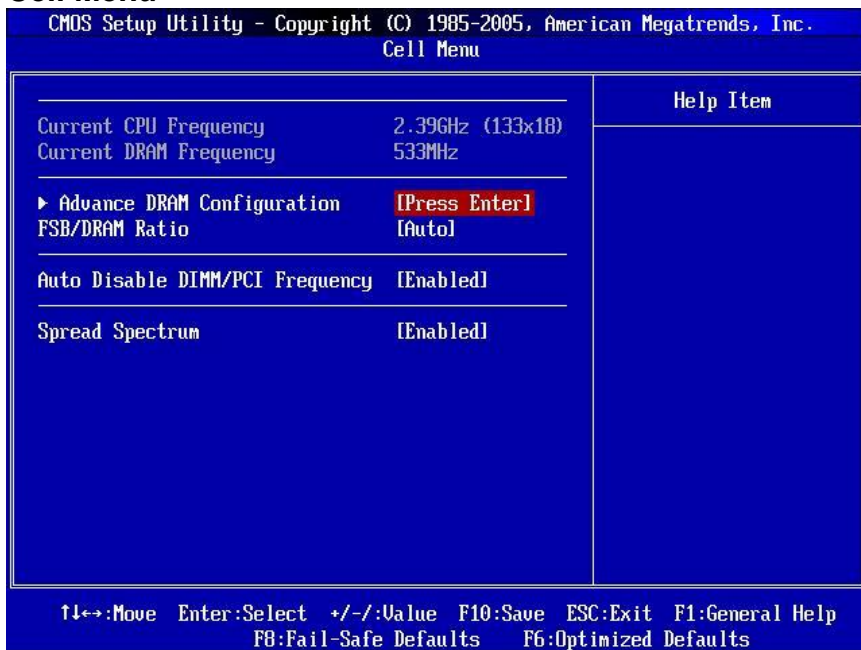 Cell Menu
CMOS Setup Utility - Copyright (C) 1985-2005, American Megatrends, Inc.
Cell Menu
Help Item
Current CPU Frequency 2.39GHz (133x18)
Current DRAM Frequency 533MHz
▶ Advance DRAM Configuration [Press Enter]
FSB/DRAM Ratio [Auto]
Auto Disable DIMM/PCI Frequency [Enabled]
Spread Spectrum [Enabled]
↑↓←→:Move Enter:Select +/-/:Value F10:Save ESC:Exit F1:General Help
F8:Fail-Safe Defaults F6:Optimized Defaults